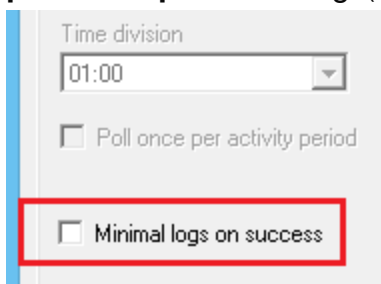 Time division
01:00
Poll once per activity period
Minimal logs on success